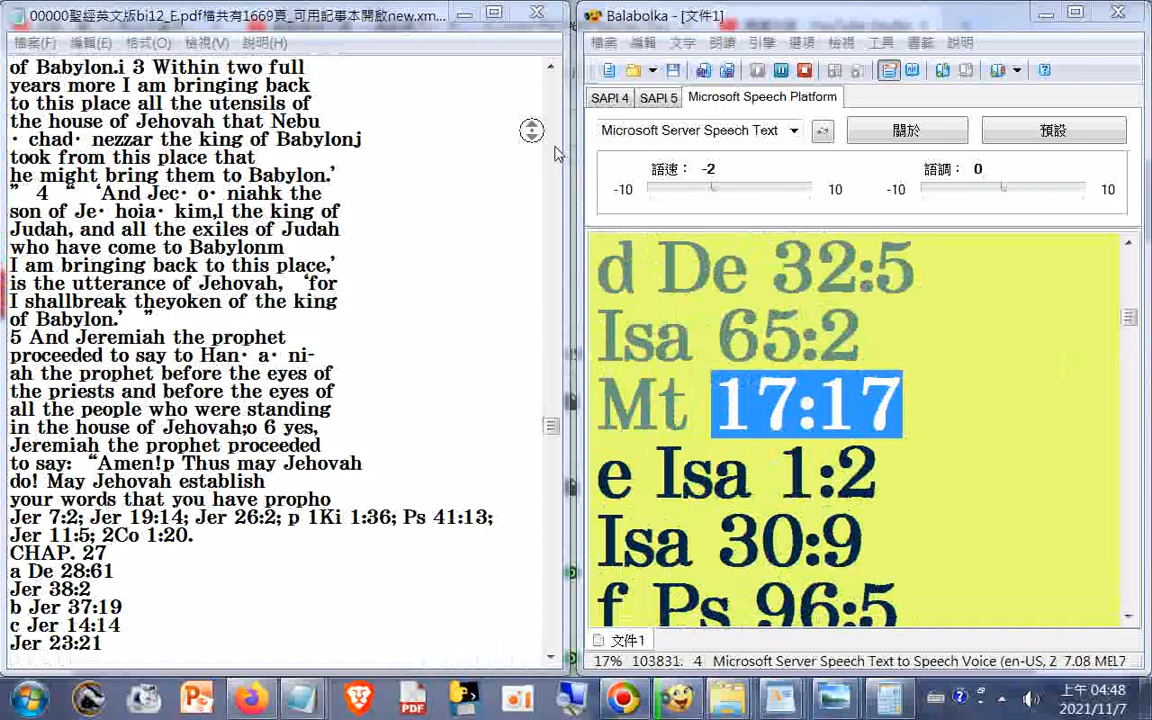 00000聖經英文版bi12_E.pdf檔共有1669頁_可用記事本開啟new.xm...
檔案(F) 編輯(E) 格式(O) 檢視(V) 說明(H)
of Babylon.i 3 Within two full
years more I am bringing back
to this place all the utensils of
the house of Jehovah that Nebu
· chad· nezzar the king of Babylonj
took from this place that
he might bring them to Babylon.’
” 4 “ ‘And Jec· o· niahk the
son of Je· hoia· kim,l the king of
Judah, and all the exiles of Judah
who have come to Babylonm
I am bringing back to this place,’
is the utterance of Jehovah, ‘for
I shallbreak theyoken of the king
of Babylon.’ ”
5 And Jeremiah the prophet
proceeded to say to Han· a· ni-
ah the prophet before the eyes of
the priests and before the eyes of
all the people who were standing
in the house of Jehovah;o 6 yes,
Jeremiah the prophet proceeded
to say: “Amen!p Thus may Jehovah
do! May Jehovah establish
your words that you have propho
Jer 7:2; Jer 19:14; Jer 26:2; p 1Ki 1:36; Ps 41:13;
Jer 11:5; 2Co 1:20.
CHAP. 27
a De 28:61
Jer 38:2
b Jer 37:19
c Jer 14:14
Jer 23:21
Balabolka - [文件1]
檔案 編輯 文字 朗讀 引擎 選項 檢視 工具 書籤 說明
SAPI 4 SAPI 5 Microsoft Speech Platform
Microsoft Server Speech Text 關於 預設
語速： -2 語調： 0
-10 10 -10 10
d De 32:5
Isa 65:2
Mt 17:17
e Isa 1:2
Isa 30:9
f Ps 96:5
文件1
17% 103831: 4 Microsoft Server Speech Text to Speech Voice (en-US, Z 7.08 MEL7
上午 04:48
2021/11/7